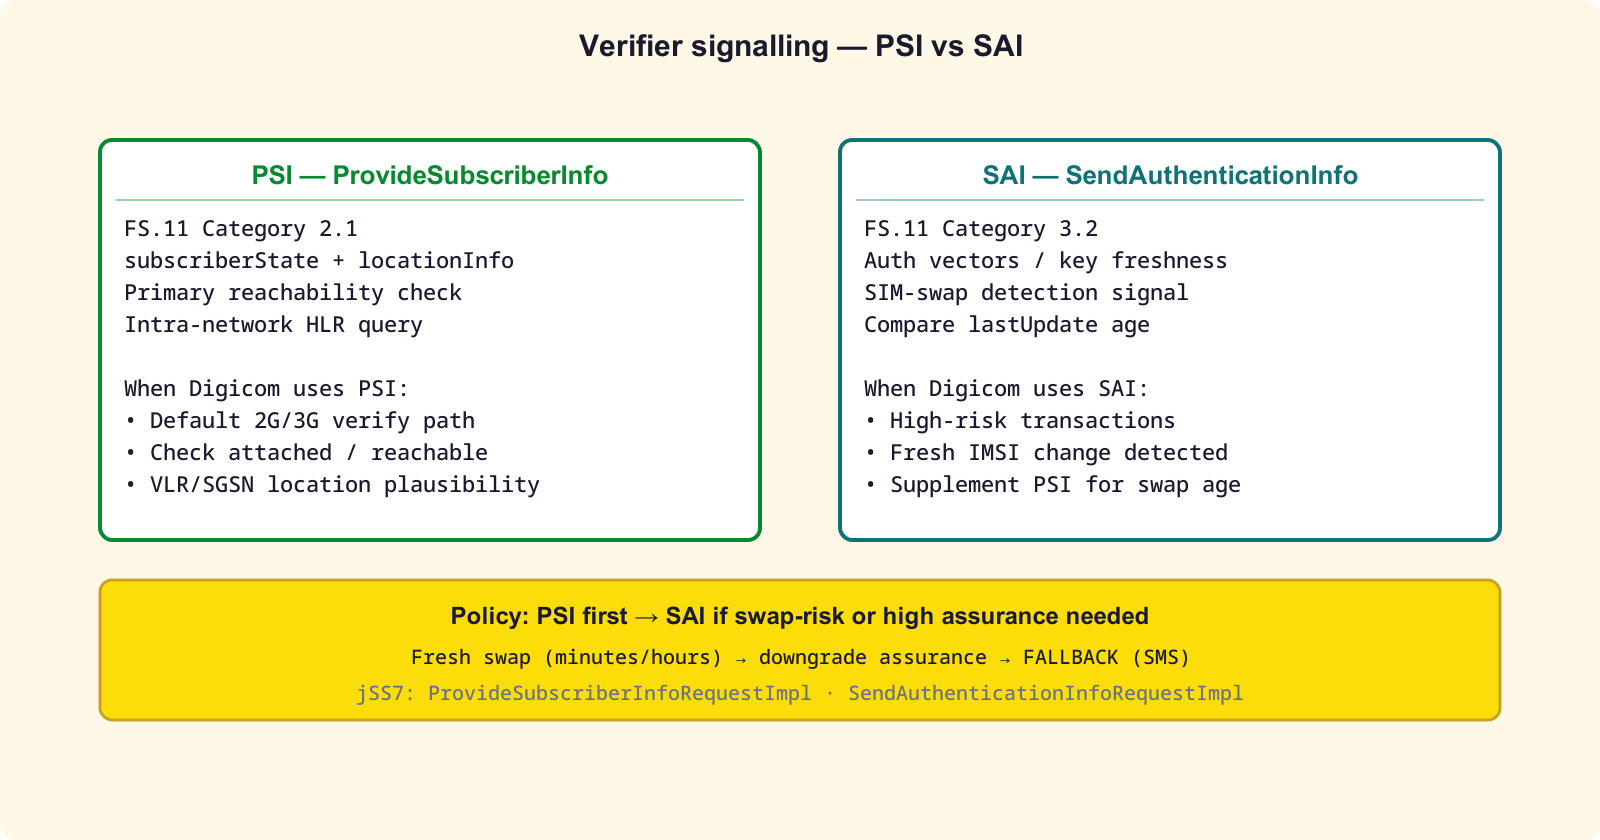 Verifier signalling — PSI vs SAI
PSI — ProvideSubscriberInfo
FS.11 Category 2.1
subscriberState + locationInfo
Primary reachability check
Intra-network HLR query
When Digicom uses PSI:
• Default 2G/3G verify path
• Check attached / reachable
• VLR/SGSN location plausibility
SAI — SendAuthenticationInfo
FS.11 Category 3.2
Auth vectors / key freshness
SIM-swap detection signal
Compare lastUpdate age
When Digicom uses SAI:
• High-risk transactions
• Fresh IMSI change detected
• Supplement PSI for swap age
Policy: PSI first → SAI if swap-risk or high assurance needed
Fresh swap (minutes/hours) → downgrade assurance → FALLBACK (SMS)
jSS7: ProvideSubscriberInfoRequestImpl · SendAuthenticationInfoRequestImpl